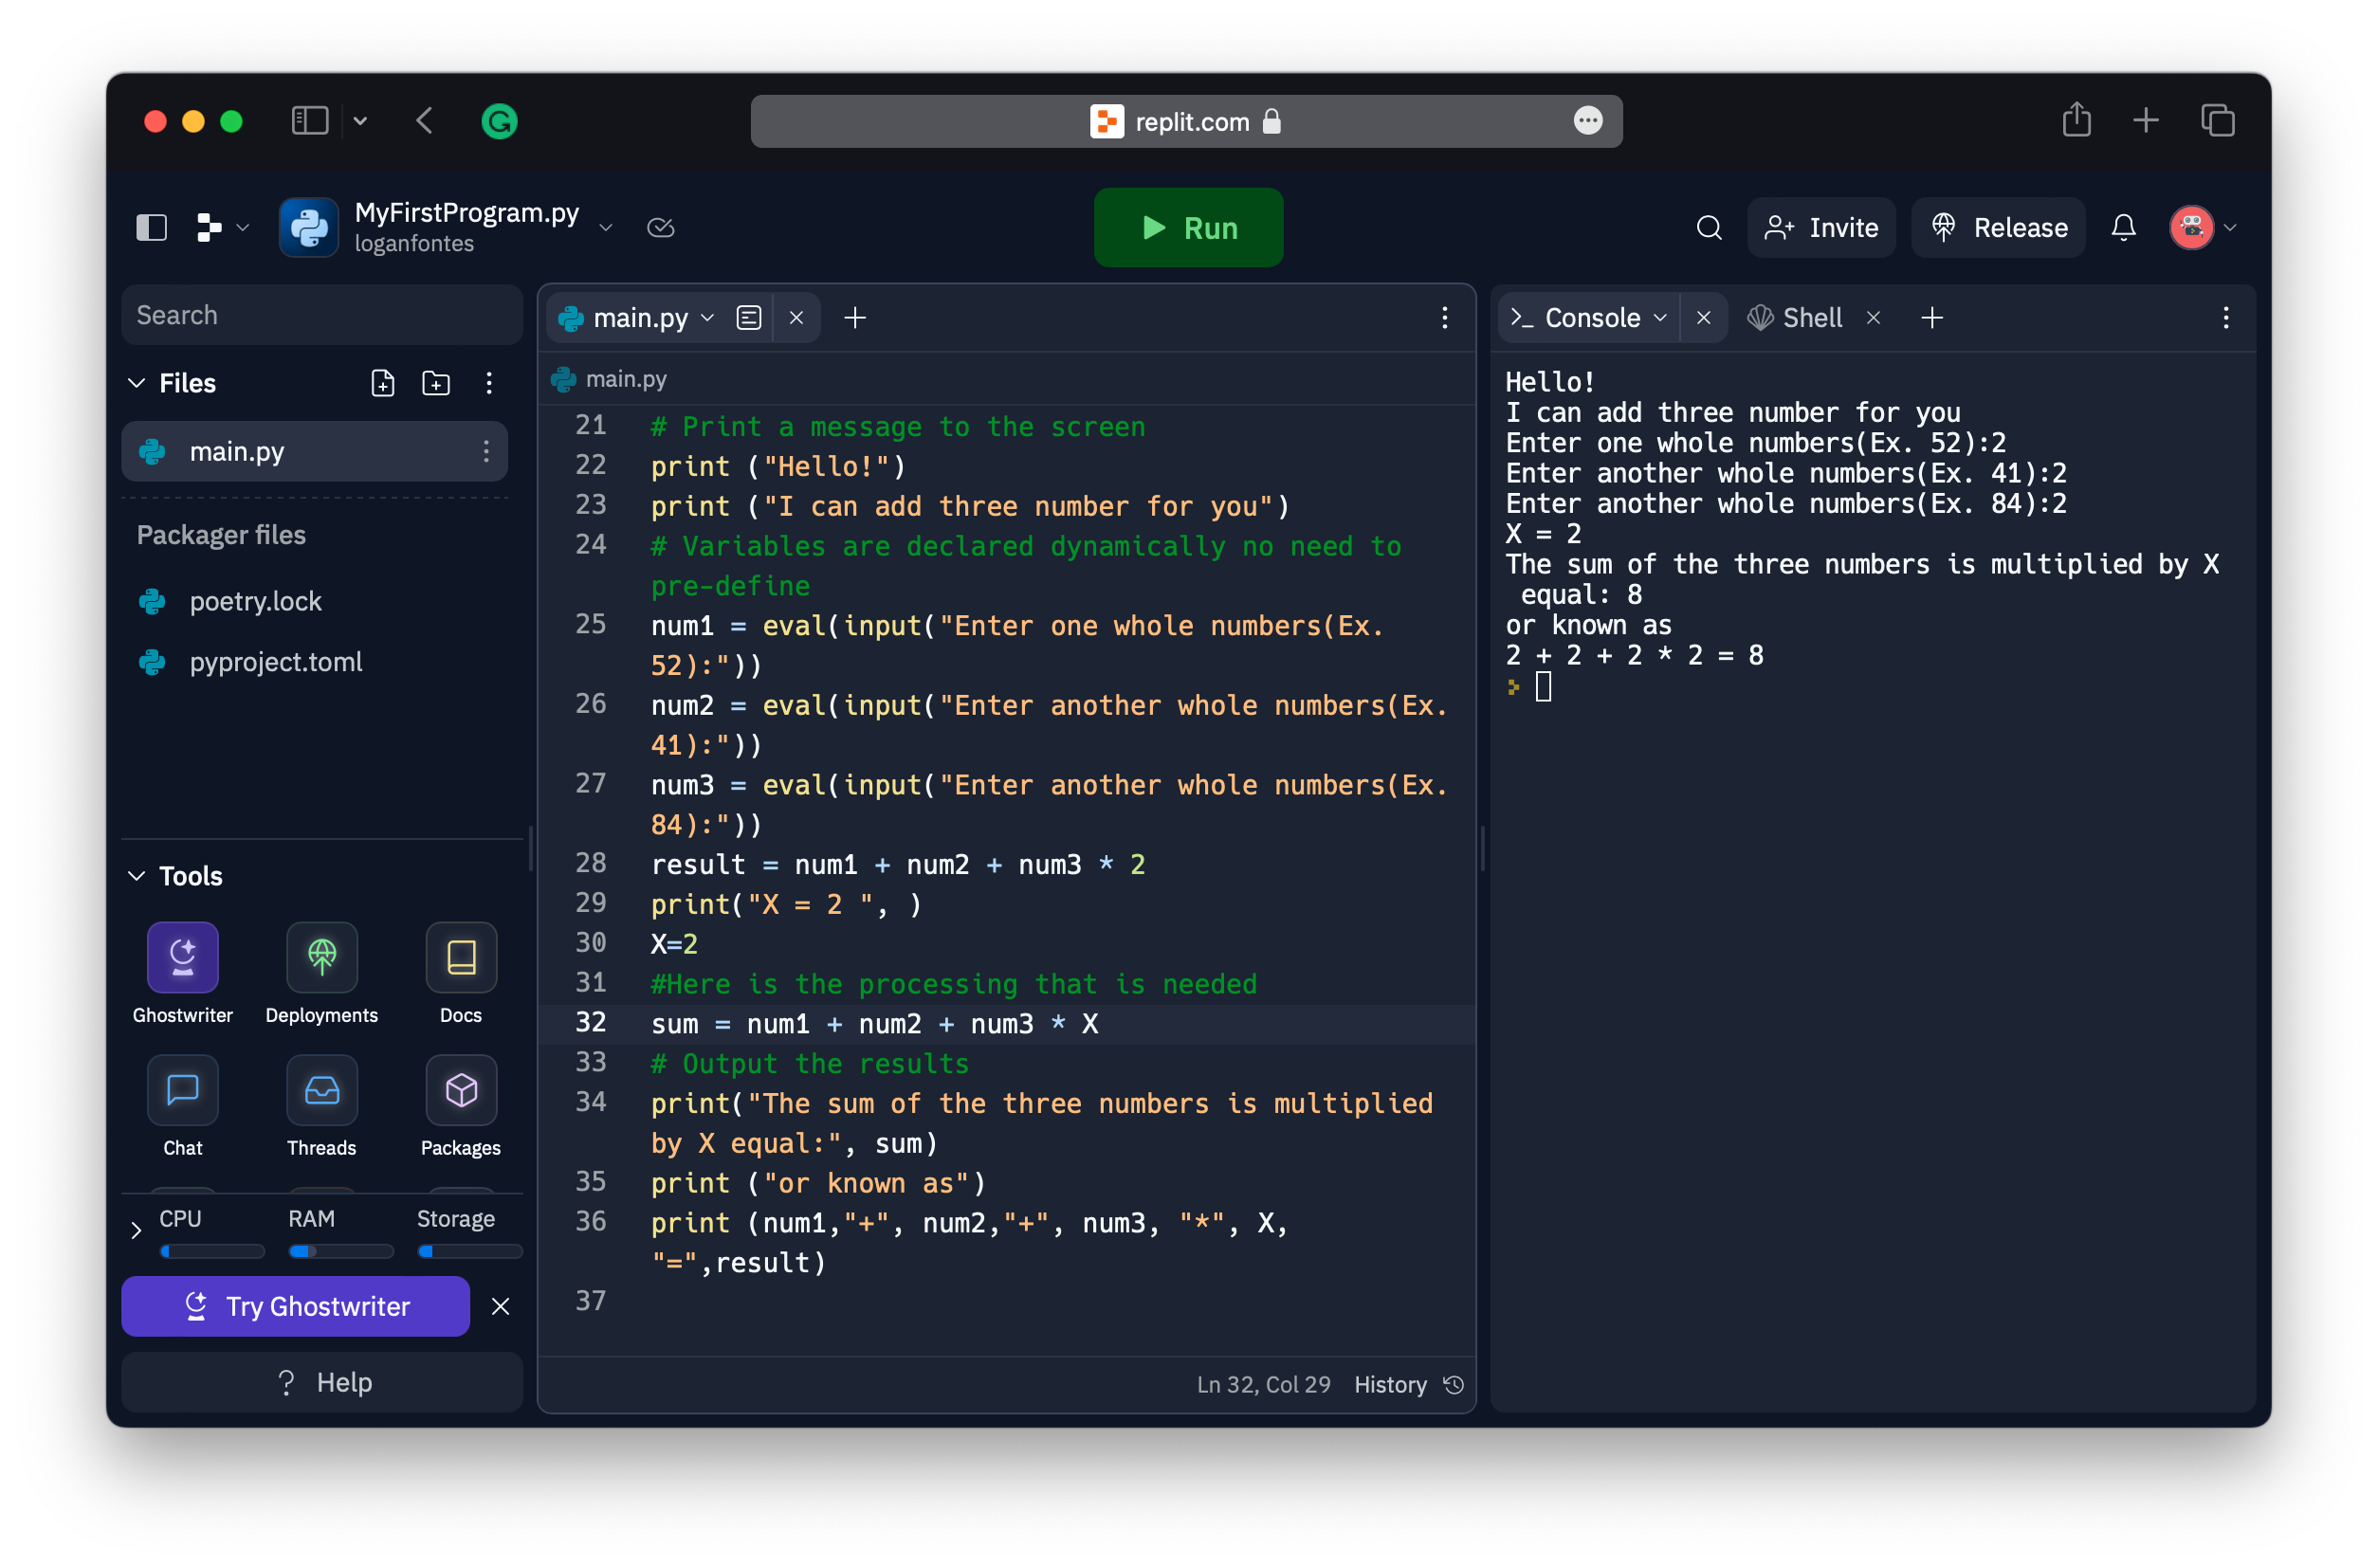 replit.com
MyFirstProgram.py
loganfontes
Run
Invite
Release
Search
Files
main.py
Packager files
poetry.lock
pyproject.toml
Tools
Ghostwriter
Deployments
Docs
Chat
Threads
Packages
CPU
RAM
Storage
Try Ghostwriter
? Help
main.py
main.py
21 # Print a message to the screen
22 print ("Hello!")
23 print ("I can add three number for you")
24 # Variables are declared dynamically no need to
pre-define
25 num1 = eval(input("Enter one whole numbers(Ex.
52):"))
26 num2 = eval(input("Enter another whole numbers(Ex.
41):"))
27 num3 = eval(input("Enter another whole numbers(Ex.
84):"))
28 result = num1 + num2 + num3 * 2
29 print("X = 2 ", )
30 X=2
31 #Here is the processing that is needed
32 sum = num1 + num2 + num3 * X
33 # Output the results
34 print("The sum of the three numbers is multiplied
by X equal:", sum)
35 print ("or known as")
36 print (num1,"+", num2,"+", num3, "*", X,
"=",result)
37
Ln 32, Col 29 History
>_ Console
Shell
Hello!
I can add three number for you
Enter one whole numbers(Ex. 52):2
Enter another whole numbers(Ex. 41):2
Enter another whole numbers(Ex. 84):2
X = 2
The sum of the three numbers is multiplied by X
equal: 8
or known as
2 + 2 + 2 * 2 = 8